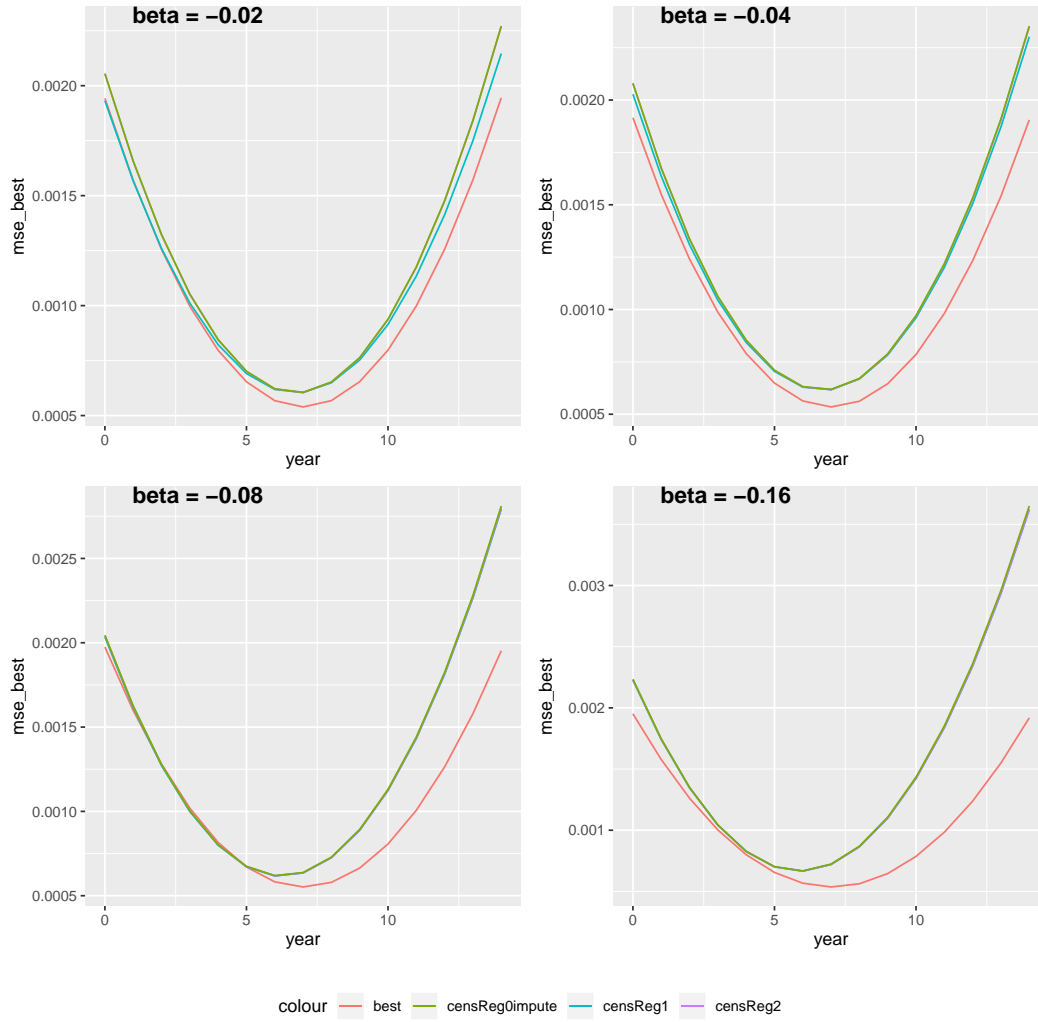 beta = −0.02
0.0020
0.0015
0.0010
0.0005
mse_best
0 5 10
year
beta = −0.04
0.0020
0.0015
0.0010
0.0005
mse_best
0 5 10
year
beta = −0.08
0.0025
0.0020
0.0015
0.0010
0.0005
mse_best
0 5 10
year
beta = −0.16
0.003
0.002
0.001
mse_best
0 5 10
year
colour best censReg0impute censReg1 censReg2